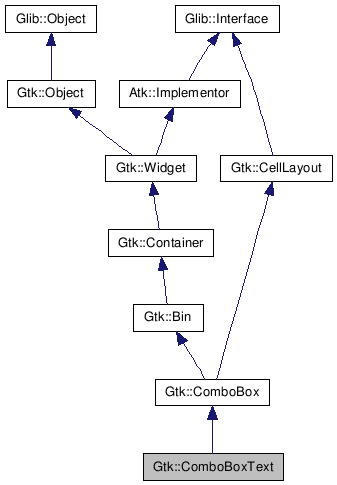 Glib::Object
Glib::Interface
Gtk::Object
Atk::Implementor
Gtk::Widget
Gtk::CellLayout
Gtk::Container
Gtk::Bin
Gtk::ComboBox
Gtk::ComboBoxText